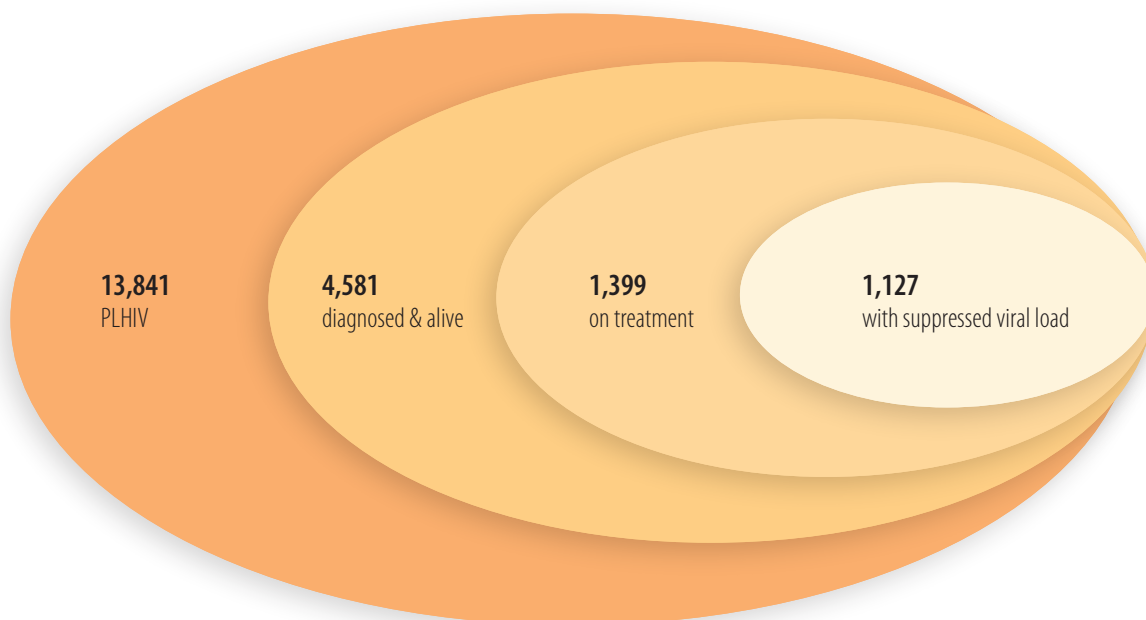 13,841
PLHIV
4,581
diagnosed & alive
1,399
on treatment
1,127
with suppressed viral load